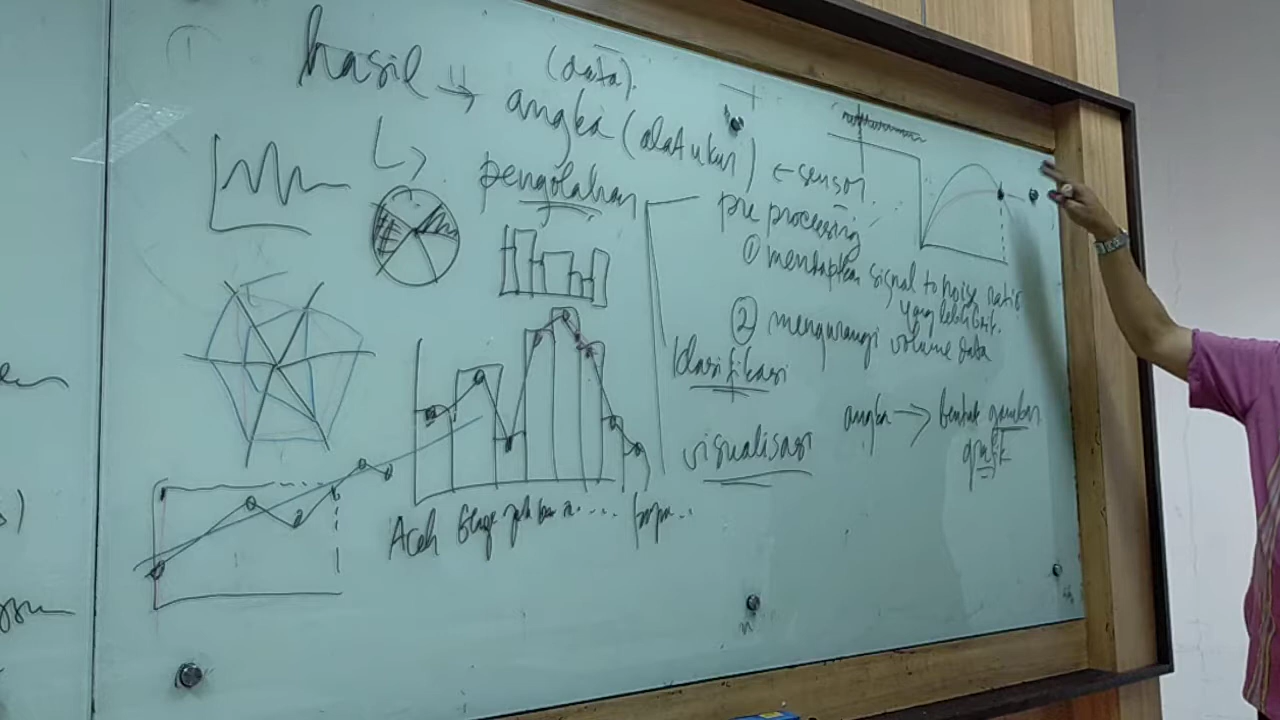 hasil → (data).
angka (alat ukur) ← sensor
↳ pengolahan
pre processing
① mendapkan signal to noise ratio
yang lebih baik.
② mengurangi volume data
klasifikasi
visualisasi
angka → bentuk gambar
grafik
Aceh